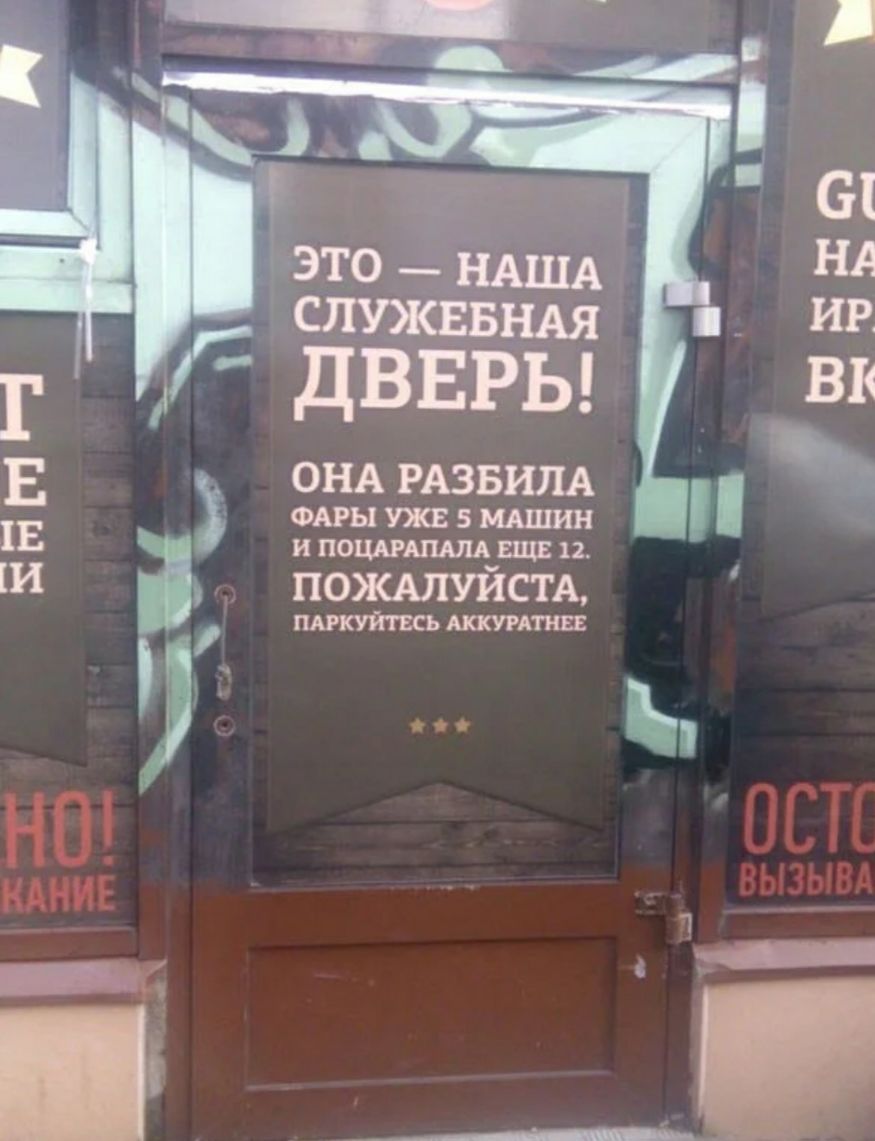 ЭТО — НАША
СЛУЖЕБНАЯ
ДВЕРЬ!
ОНА РАЗБИЛА
ФАРЫ УЖЕ 5 МАШИН
И ПОЦАРАПАЛА ЕЩЕ 12.
ПОЖАЛУЙСТА,
ПАРКУЙТЕСЬ АККУРАТНЕЕ